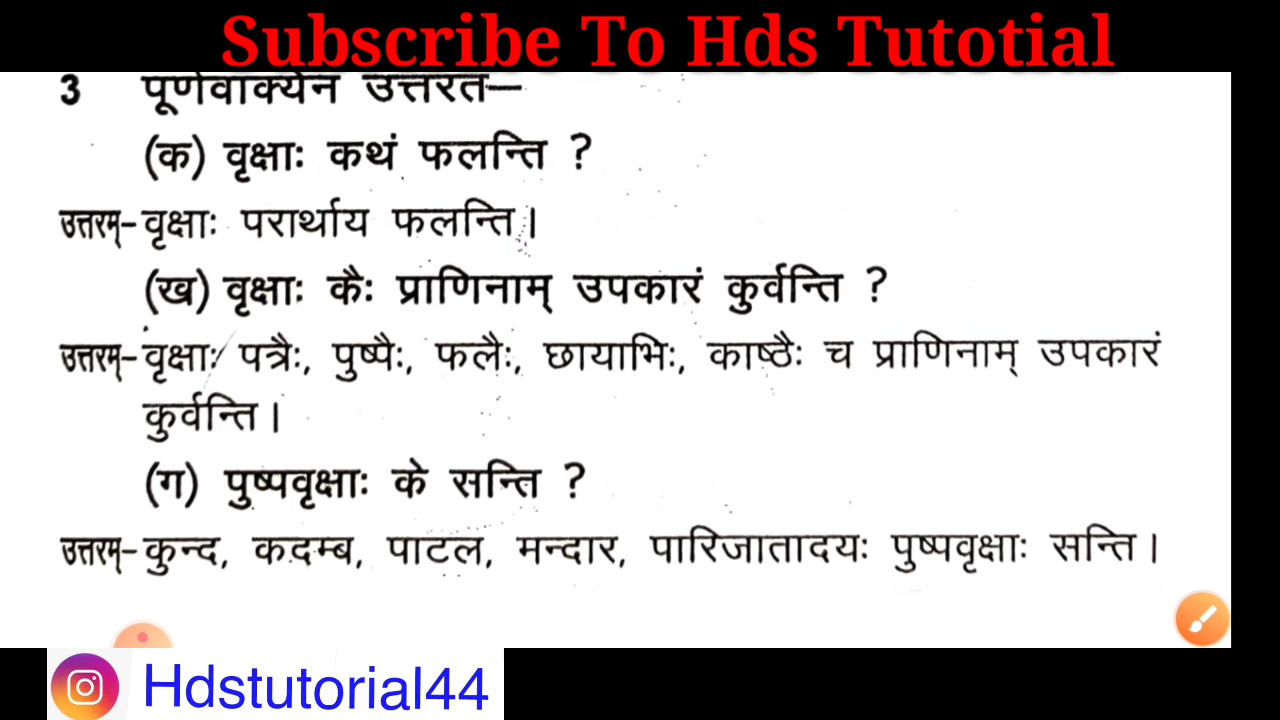 Subscribe To Hds Tutotial
3 पूर्णवाक्येन उत्तरत—
(क) वृक्षाः कथं फलन्ति ?
उत्तरम्- वृक्षाः परार्थाय फलन्ति।
(ख) वृक्षाः कैः प्राणिनाम् उपकारं कुर्वन्ति ?
उत्तरम्- वृक्षाः पत्रैः, पुष्पैः, फलैः, छायाभिः, काष्ठैः च प्राणिनाम् उपकारं
कुर्वन्ति।
(ग) पुष्पवृक्षाः के सन्ति ?
उत्तरम्- कुन्द, कदम्ब, पाटल, मन्दार, पारिजातादयः पुष्पवृक्षाः सन्ति।
Hdstutorial44